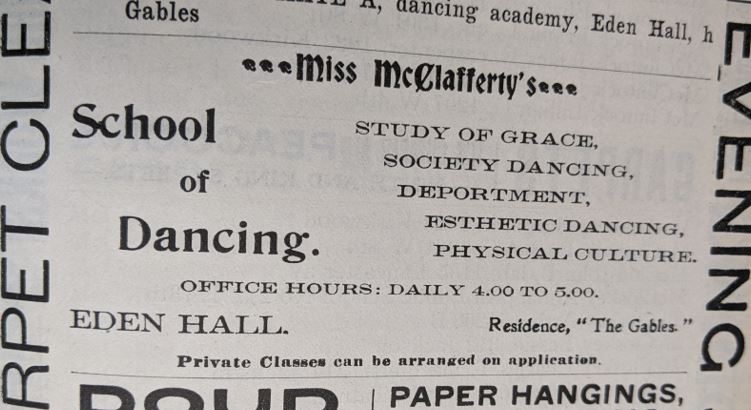 A, dancing academy, Eden Hall, h
Gables
Miss McClafferty's
School
of
Dancing.
STUDY OF GRACE,
SOCIETY DANCING,
DEPORTMENT,
ESTHETIC DANCING,
PHYSICAL CULTURE.
OFFICE HOURS: DAILY 4.00 TO 5.00.
EDEN HALL.
Residence, "The Gables."
Private Classes can be arranged on application.
PAPER HANGINGS,
RPET CLEA
EVENING